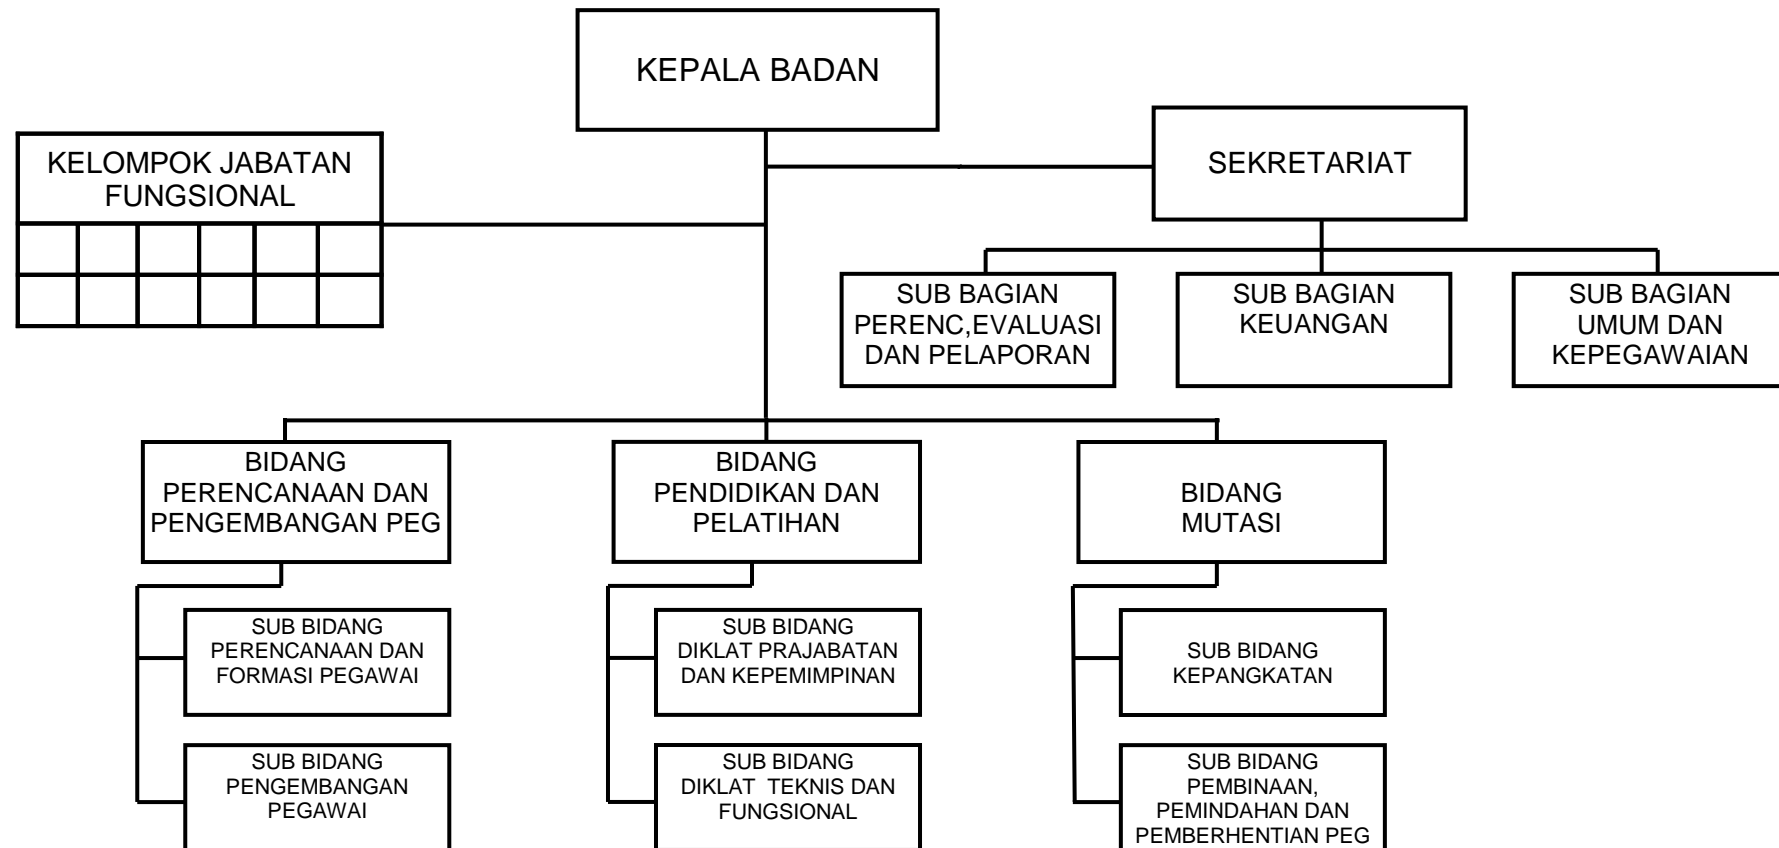 KEPALA BADAN
KELOMPOK JABATAN
FUNGSIONAL
SEKRETARIAT
SUB BAGIAN
PERENC,EVALUASI
DAN PELAPORAN
SUB BAGIAN
KEUANGAN
SUB BAGIAN
UMUM DAN
KEPEGAWAIAN
BIDANG
PERENCANAAN DAN
PENGEMBANGAN PEG
BIDANG
PENDIDIKAN DAN
PELATIHAN
BIDANG
MUTASI
SUB BIDANG
PERENCANAAN DAN
FORMASI PEGAWAI
SUB BIDANG
DIKLAT PRAJABATAN
DAN KEPEMIMPINAN
SUB BIDANG
KEPANGKATAN
SUB BIDANG
PENGEMBANGAN
PEGAWAI
SUB BIDANG
DIKLAT  TEKNIS DAN
FUNGSIONAL
SUB BIDANG
PEMBINAAN,
PEMINDAHAN DAN
PEMBERHENTIAN PEG